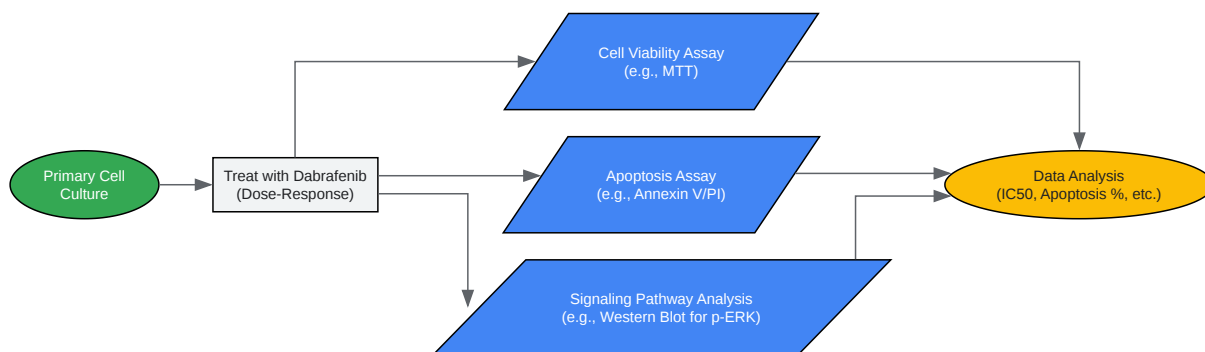 Primary Cell
Culture
Treat with Dabrafenib
(Dose-Response)
Cell Viability Assay
(e.g., MTT)
Apoptosis Assay
(e.g., Annexin V/PI)
Signaling Pathway Analysis
(e.g., Western Blot for p-ERK)
Data Analysis
(IC50, Apoptosis %, etc.)